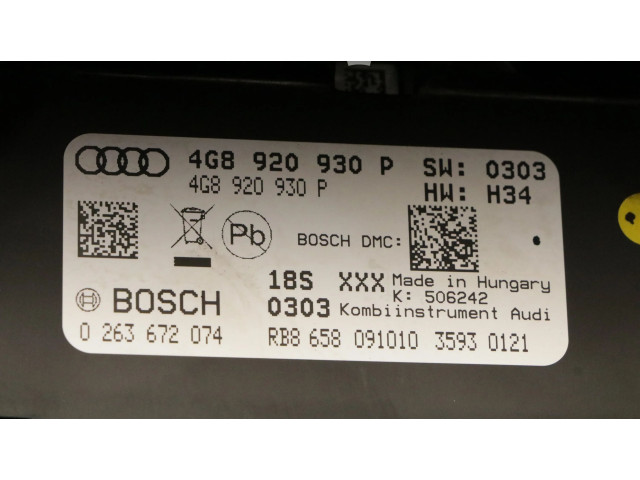 4G8 920 930 P SW: 0303
4G8 920 930 P HW: H34
Pb
BOSCH DMC:
18S XXX Made in Hungary
K: 506242
BOSCH 0303 Kombiinstrument Audi
0 263 672 074 RB8 658 091010 3593 0121